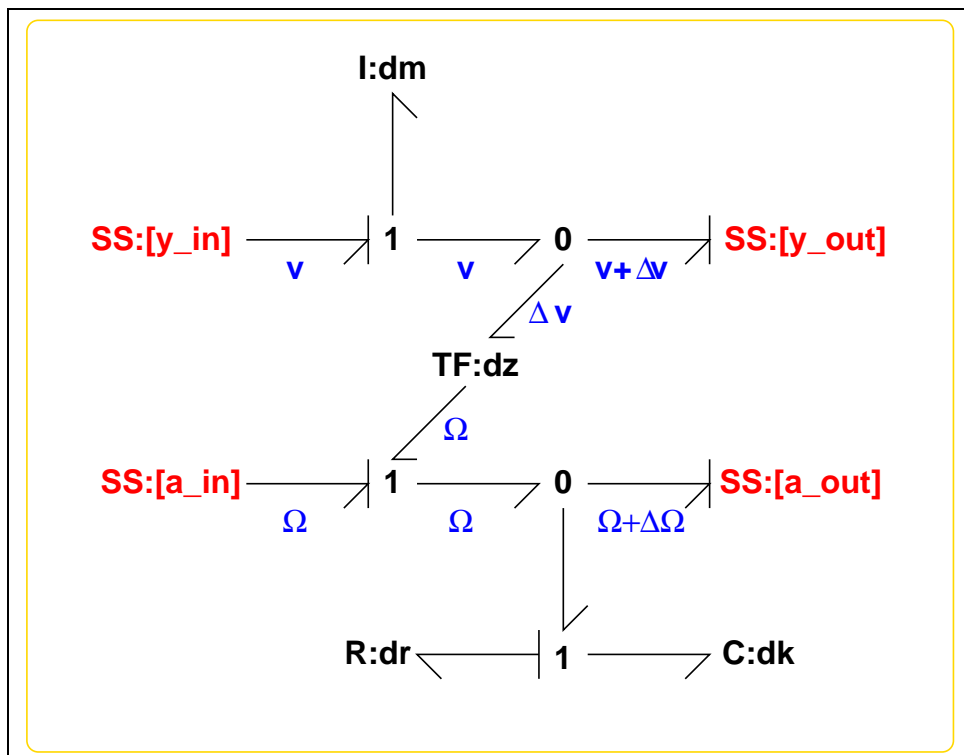 I:dm
SS:[y_in] 1 0 SS:[y_out]
v v v+Δv
Δ v
TF:dz
Ω
SS:[a_in] 1 0 SS:[a_out]
Ω Ω Ω+ΔΩ
R:dr 1 C:dk